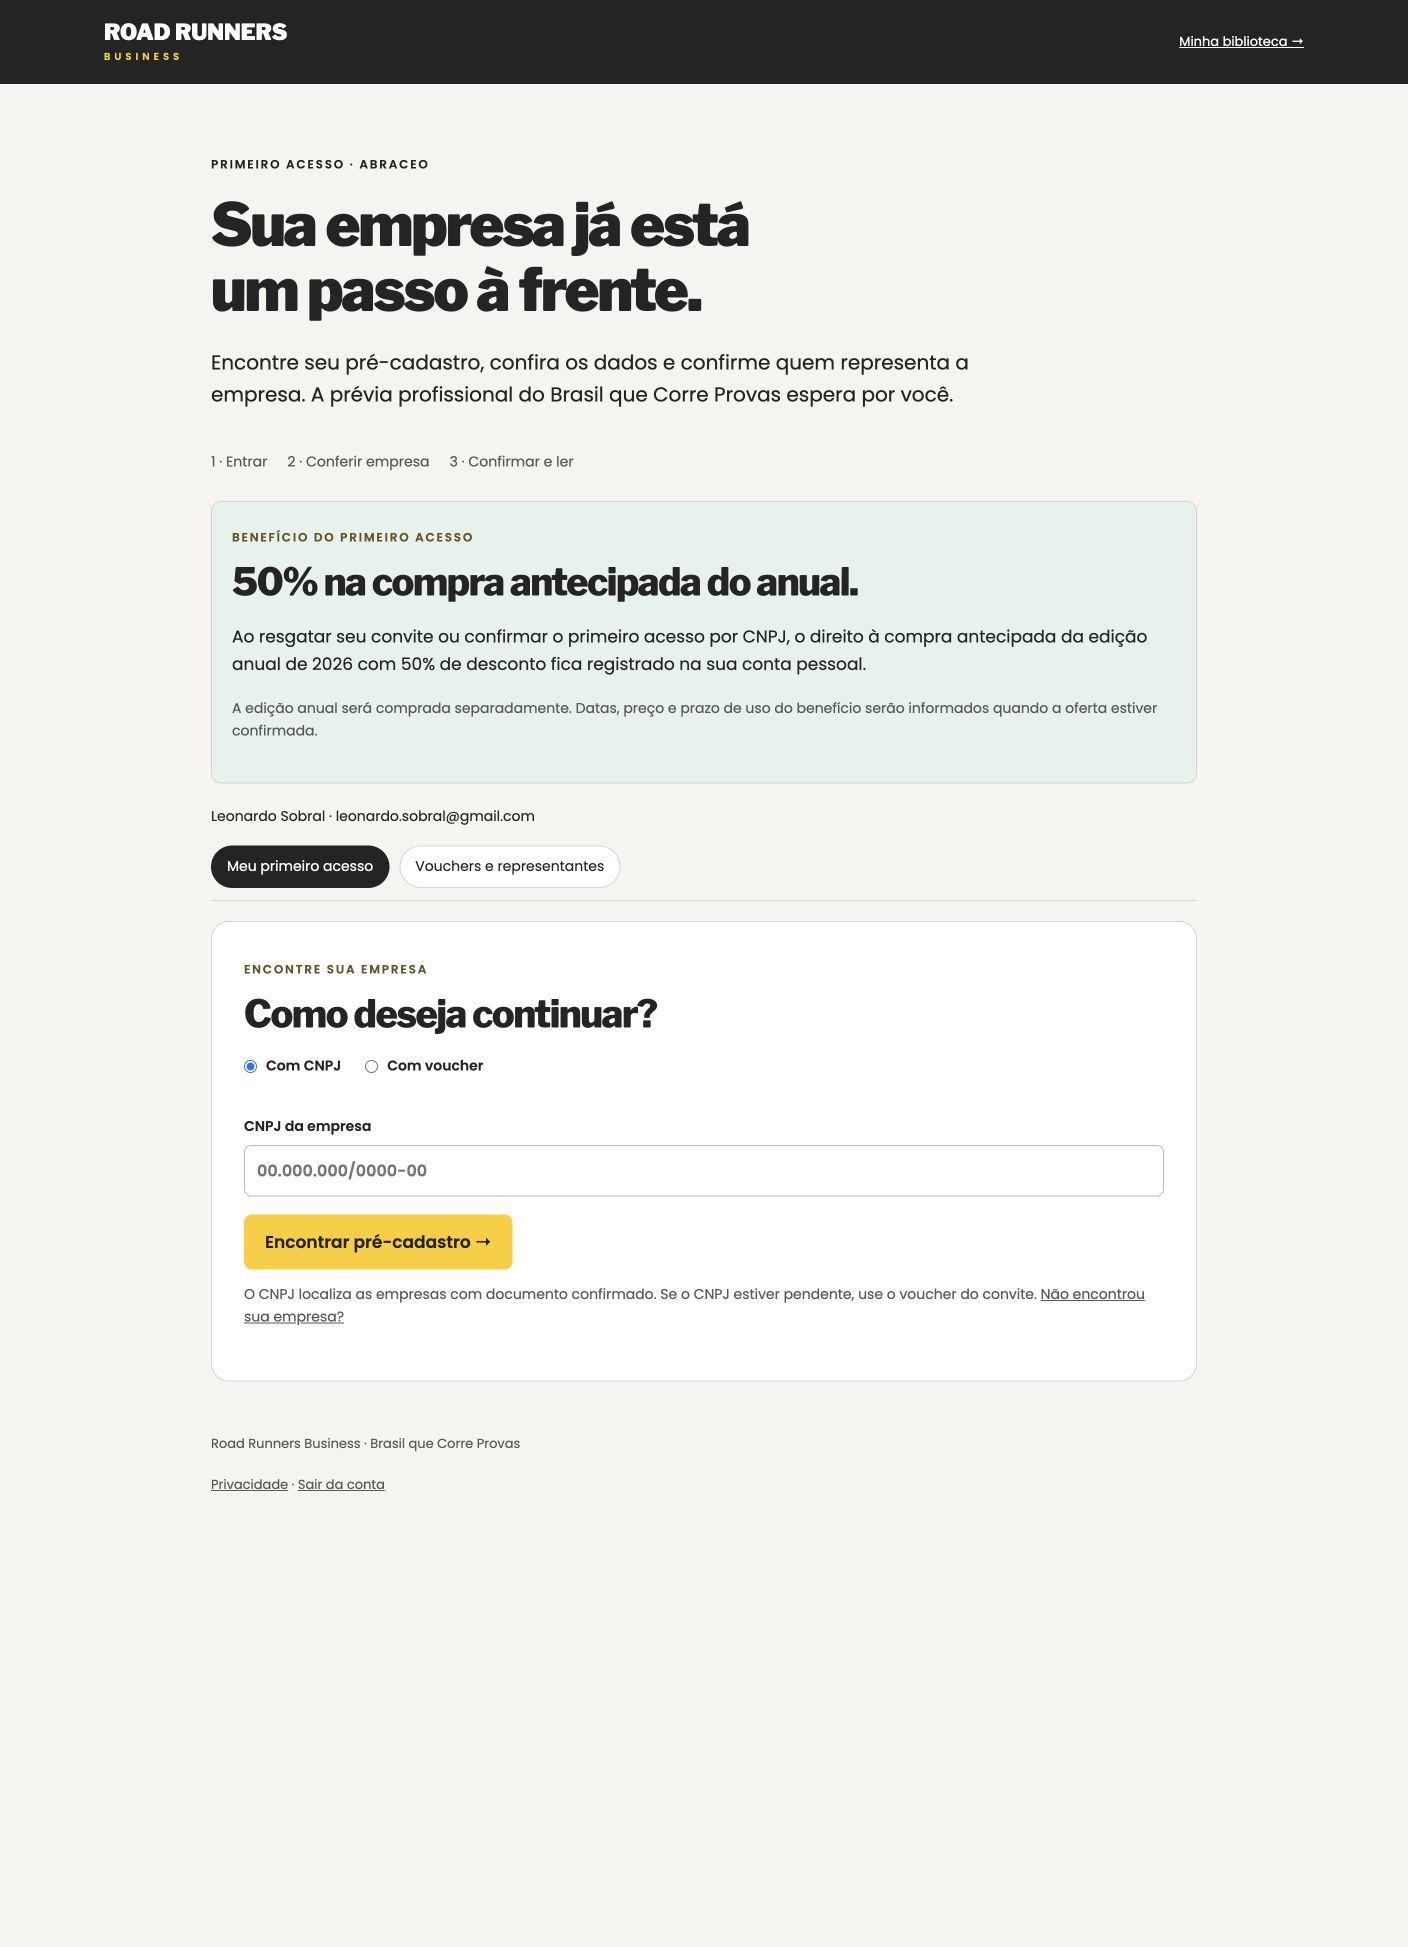 ROAD RUNNERS
BUSINESS
Minha biblioteca →
PRIMEIRO ACESSO · ABRACEO
Sua empresa já está
um passo à frente.
Encontre seu pré-cadastro, confira os dados e confirme quem representa a
empresa. A prévia profissional do Brasil que Corre Provas espera por você.
1 · Entrar 2 · Conferir empresa 3 · Confirmar e ler
BENEFÍCIO DO PRIMEIRO ACESSO
50% na compra antecipada do anual.
Ao resgatar seu convite ou confirmar o primeiro acesso por CNPJ, o direito à compra antecipada da edição
anual de 2026 com 50% de desconto fica registrado na sua conta pessoal.
A edição anual será comprada separadamente. Datas, preço e prazo de uso do benefício serão informados quando a oferta estiver
confirmada.
Leonardo Sobral · leonardo.sobral@gmail.com
Meu primeiro acesso Vouchers e representantes
ENCONTRE SUA EMPRESA
Como deseja continuar?
Com CNPJ Com voucher
CNPJ da empresa
00.000.000/0000-00
Encontrar pré-cadastro →
O CNPJ localiza as empresas com documento confirmado. Se o CNPJ estiver pendente, use o voucher do convite. Não encontrou
sua empresa?
Road Runners Business · Brasil que Corre Provas
Privacidade · Sair da conta